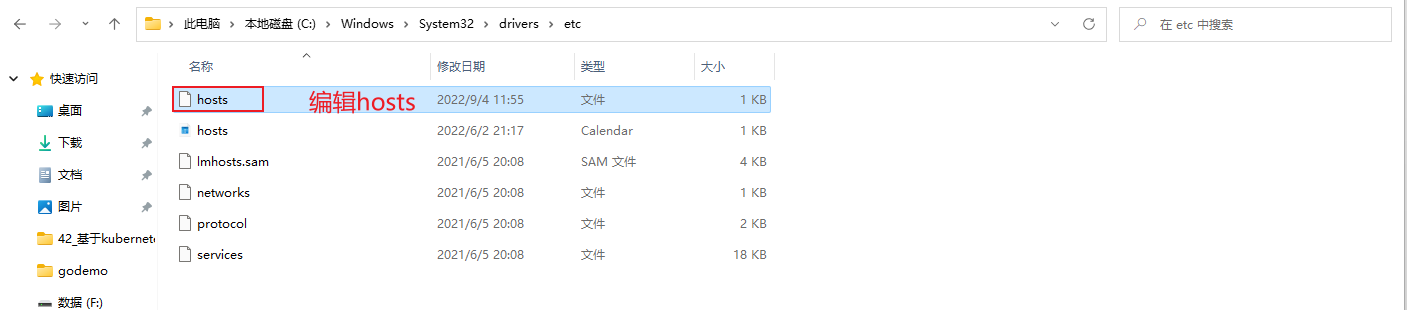 此电脑 > 本地磁盘 (C:) > Windows > System32 > drivers > etc
在 etc 中搜索
名称 修改日期 类型 大小
快速访问
桌面
下载
文档
图片
42_基于kubernete
godemo
数据 (F:)
hosts 编辑hosts 2022/9/4 11:55 文件 1 KB
hosts 2022/6/2 21:17 Calendar 1 KB
lmhosts.sam 2021/6/5 20:08 SAM 文件 4 KB
networks 2021/6/5 20:08 文件 1 KB
protocol 2021/6/5 20:08 文件 2 KB
services 2021/6/5 20:08 文件 18 KB